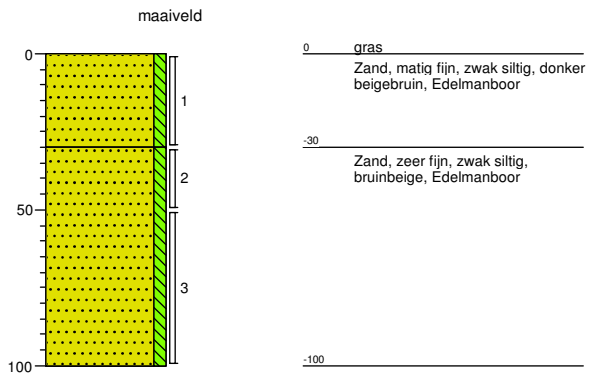 maaiveld
0
1
2
50
3
100
0 gras
Zand, matig fijn, zwak siltig, donker
beigebruin, Edelmanboor
-30
Zand, zeer fijn, zwak siltig,
bruinbeige, Edelmanboor
-100